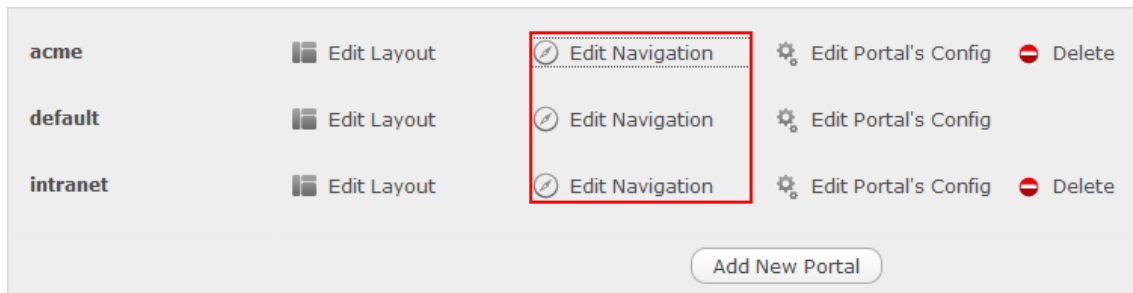 acme Edit Layout Edit Navigation Edit Portal's Config Delete
default Edit Layout Edit Navigation Edit Portal's Config
intranet Edit Layout Edit Navigation Edit Portal's Config Delete
Add New Portal